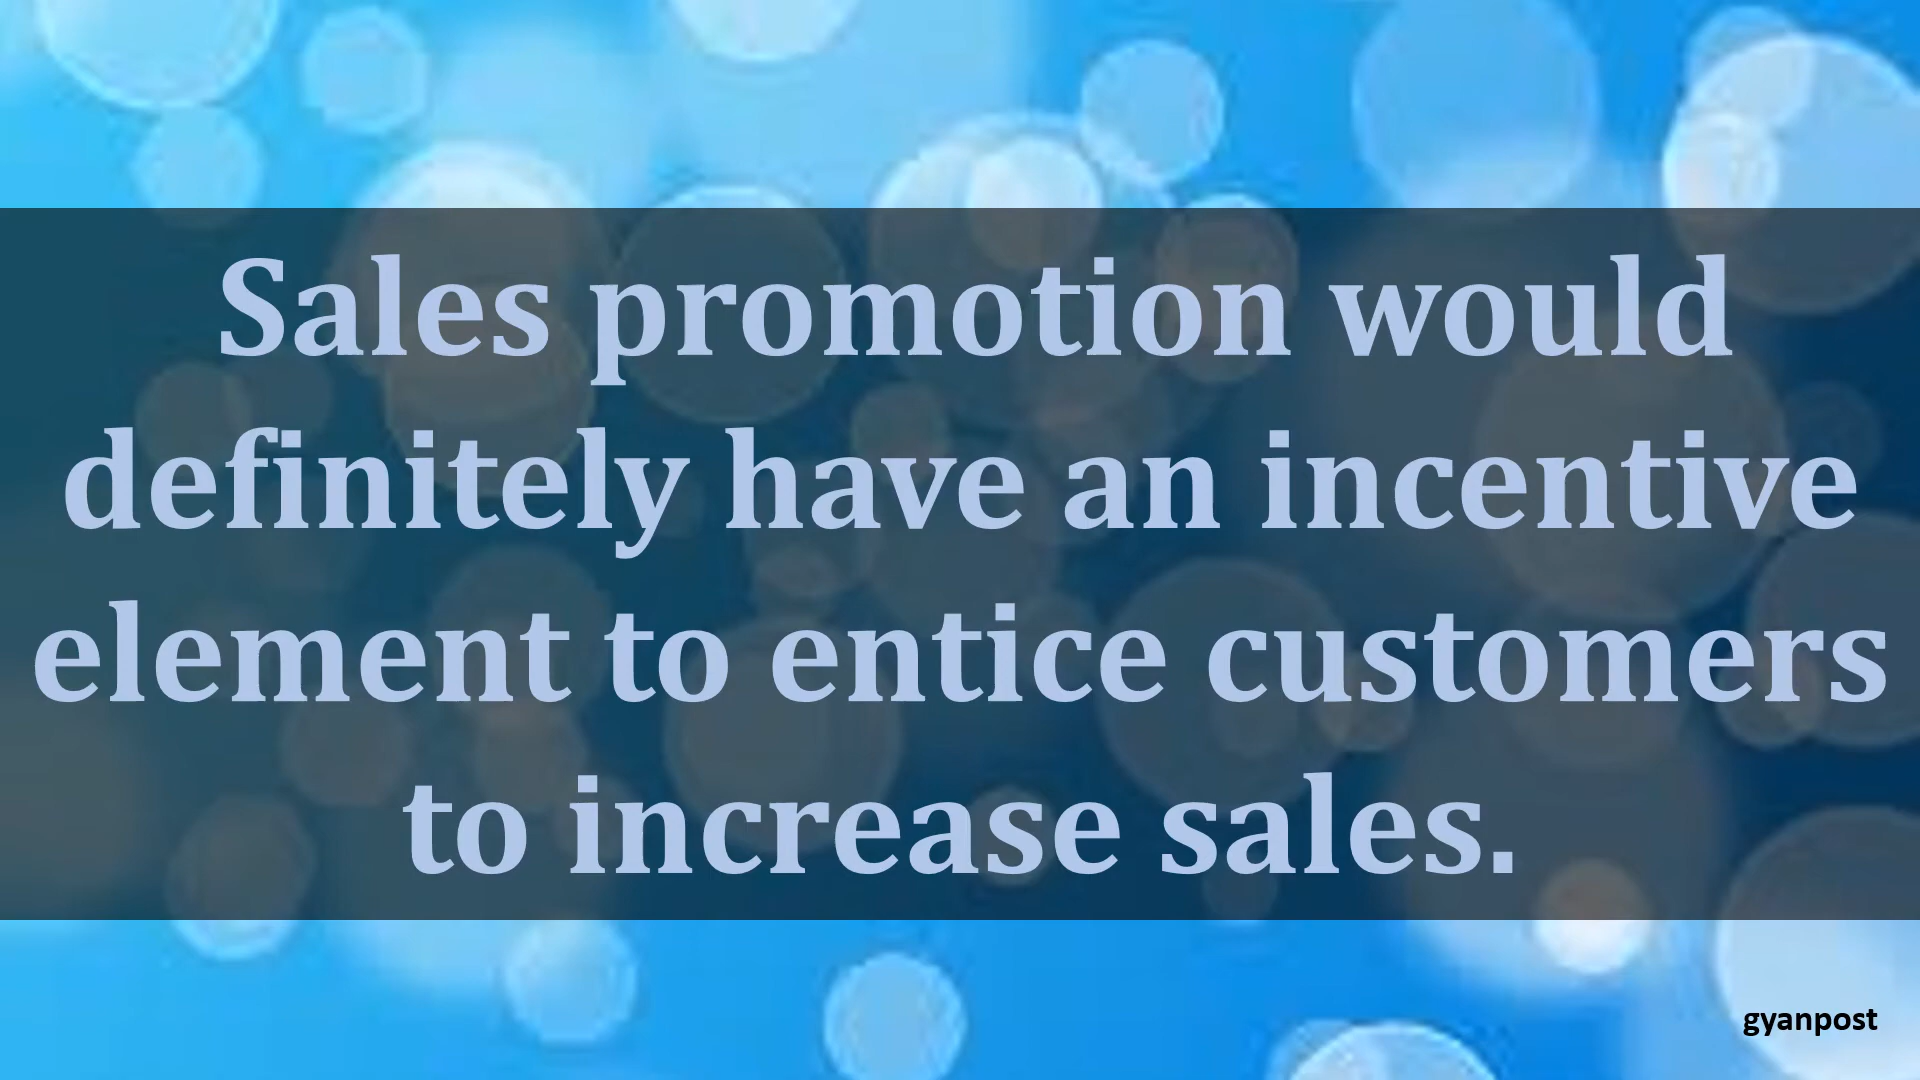 Sales promotion would
definitely have an incentive
element to entice customers
to increase sales.
gyanpost